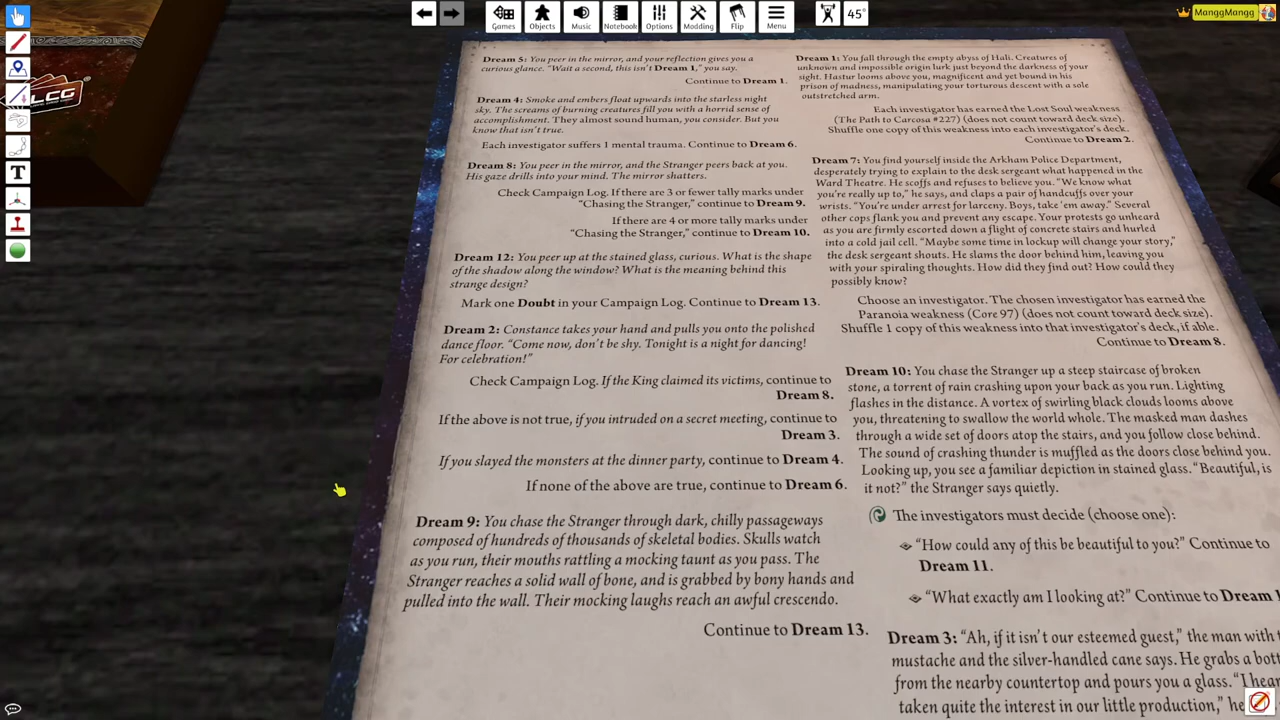 Games
Objects
Music
Notebook
Options
Modding
Flip
Menu
45°
ManggMangg
LCG
T
Dream 5: You peer in the mirror, and your reflection gives you a
curious glance. "Wait a second, this isn't Dream 1," you say.
Continue to Dream 1.
Dream 4: Smoke and embers float upwards into the starless night
sky. The screams of burning creatures fill you with a horrid sense of
accomplishment. They almost sound human, you consider. But you
know that isn't true.
Each investigator suffers 1 mental trauma. Continue to Dream 6.
Dream 8: You peer in the mirror, and the Stranger peers back at you.
His gaze drills into your mind. The mirror shatters.
Check Campaign Log. If there are 3 or fewer tally marks under
"Chasing the Stranger," continue to Dream 9.
If there are 4 or more tally marks under
"Chasing the Stranger," continue to Dream 10.
Dream 12: You peer up at the stained glass, curious. What is the shape
of the shadow along the window? What is the meaning behind this
strange design?
Mark one Doubt in your Campaign Log. Continue to Dream 13.
Dream 2: Constance takes your hand and pulls you onto the polished
dance floor. "Come now, don't be shy. Tonight is a night for dancing!
For celebration!"
Check Campaign Log. If the King claimed its victims, continue to
Dream 8.
If the above is not true, if you intruded on a secret meeting, continue to
Dream 3.
If you slayed the monsters at the dinner party, continue to Dream 4.
If none of the above are true, continue to Dream 6.
Dream 9: You chase the Stranger through dark, chilly passageways
composed of hundreds of thousands of skeletal bodies. Skulls watch
as you run, their mouths rattling a mocking taunt as you pass. The
Stranger reaches a solid wall of bone, and is grabbed by bony hands and
pulled into the wall. Their mocking laughs reach an awful crescendo.
Continue to Dream 13.
Dream 1: You fall through the empty abyss of Hali. Creatures of
unknown and impossible origin lurk just beyond the darkness of your
sight. Hastur looms above you, magnificent and yet bound in his
prison of madness, manipulating your torturous descent with a sole
outstretched arm.
Each investigator has earned the Lost Soul weakness
(The Path to Carcosa #227) (does not count toward deck size).
Shuffle one copy of this weakness into each investigator's deck.
Continue to Dream 2.
Dream 7: You find yourself inside the Arkham Police Department,
desperately trying to explain to the desk sergeant what happened in the
Ward Theatre. He scoffs and refuses to believe you. "We know what
you're really up to," he says, and claps a pair of handcuffs over your
wrists. "You're under arrest for larceny. Boys, take 'em away." Several
other cops flank you and prevent any escape. Your protests go unheard
as you are firmly escorted down a flight of concrete stairs and hurled
into a cold jail cell. "Maybe some time in lockup will change your story,"
the desk sergeant shouts. He slams the door behind him, leaving you
with your spiraling thoughts. How did they find out? How could they
possibly know?
Choose an investigator. The chosen investigator has earned the
Paranoia weakness (Core 97) (does not count toward deck size).
Shuffle 1 copy of this weakness into that investigator's deck, if able.
Continue to Dream 8.
Dream 10: You chase the Stranger up a steep staircase of broken
stone, a torrent of rain crashing upon your back as you run. Lighting
flashes in the distance. A vortex of swirling black clouds looms above
you, threatening to swallow the world whole. The masked man dashes
through a wide set of doors atop the stairs, and you follow close behind.
The sound of crashing thunder is muffled as the doors close behind you.
Looking up, you see a familiar depiction in stained glass. "Beautiful, is
it not?" the Stranger says quietly.
The investigators must decide (choose one):
"How could any of this be beautiful to you?" Continue to
Dream 11.
"What exactly am I looking at?" Continue to Dream
Dream 3: "Ah, if it isn't our esteemed guest," the man with
mustache and the silver-handled cane says. He grabs a
from the nearby countertop and pours you a glass. "I
taken quite the interest in our little production," he